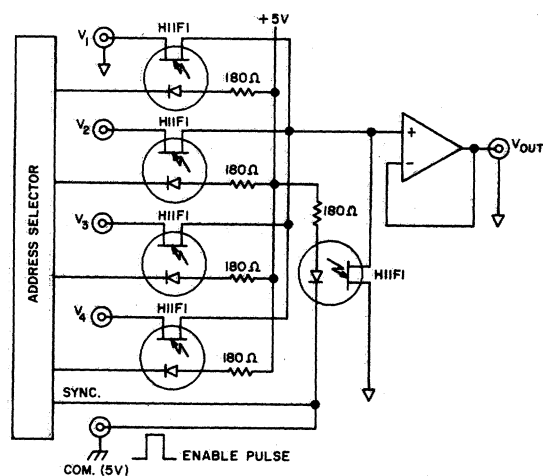 +5V
V1
H11F1
180Ω
V2
H11F1
180Ω
V3
H11F1
180Ω
V4
H11F1
180Ω
180Ω
H11F1
+
-
VOUT
ADDRESS SELECTOR
SYNC.
ENABLE PULSE
COM. (5V)